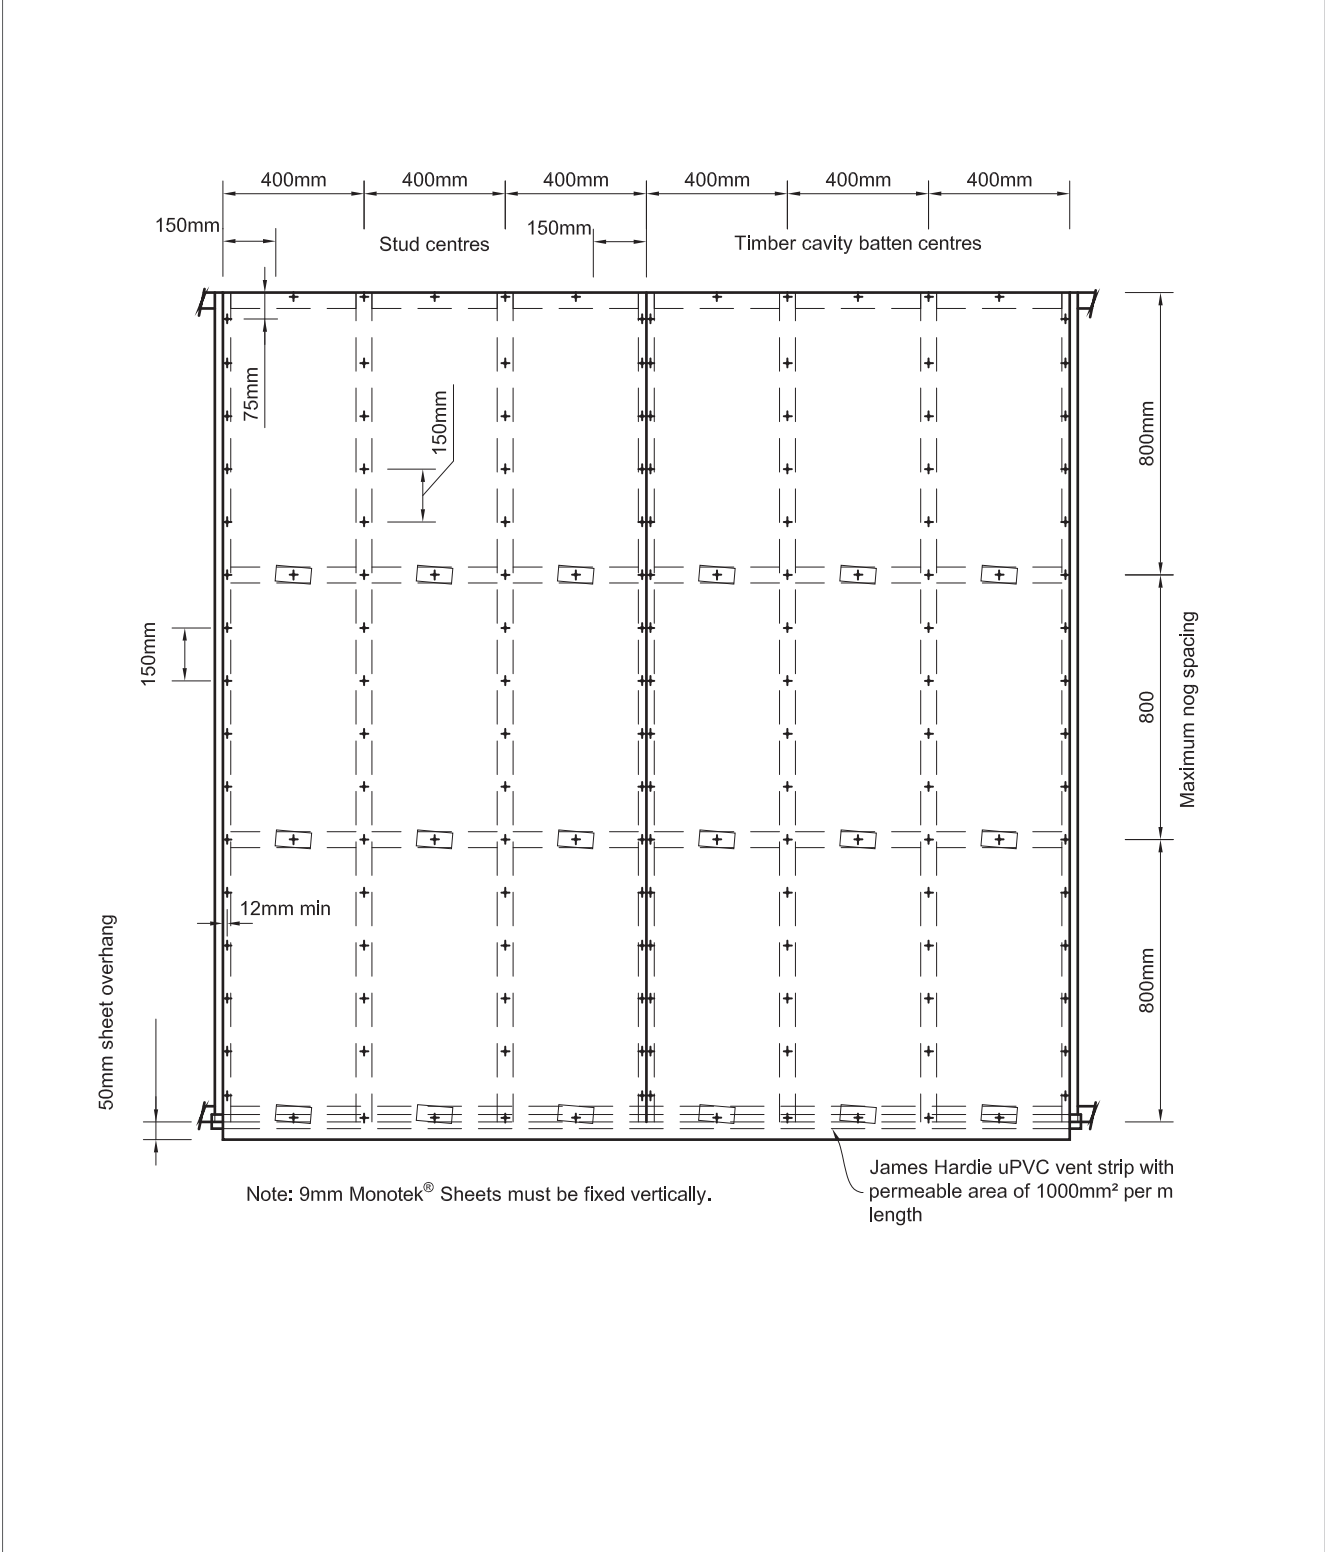 400mm 400mm 400mm 400mm 400mm 400mm
150mm 150mm
Stud centres Timber cavity batten centres
75mm
150mm
800mm
150mm
800
Maximum nog spacing
12mm min
50mm sheet overhang
800mm
James Hardie uPVC vent strip with
permeable area of 1000mm² per m
length
Note: 9mm Monotek® Sheets must be fixed vertically.